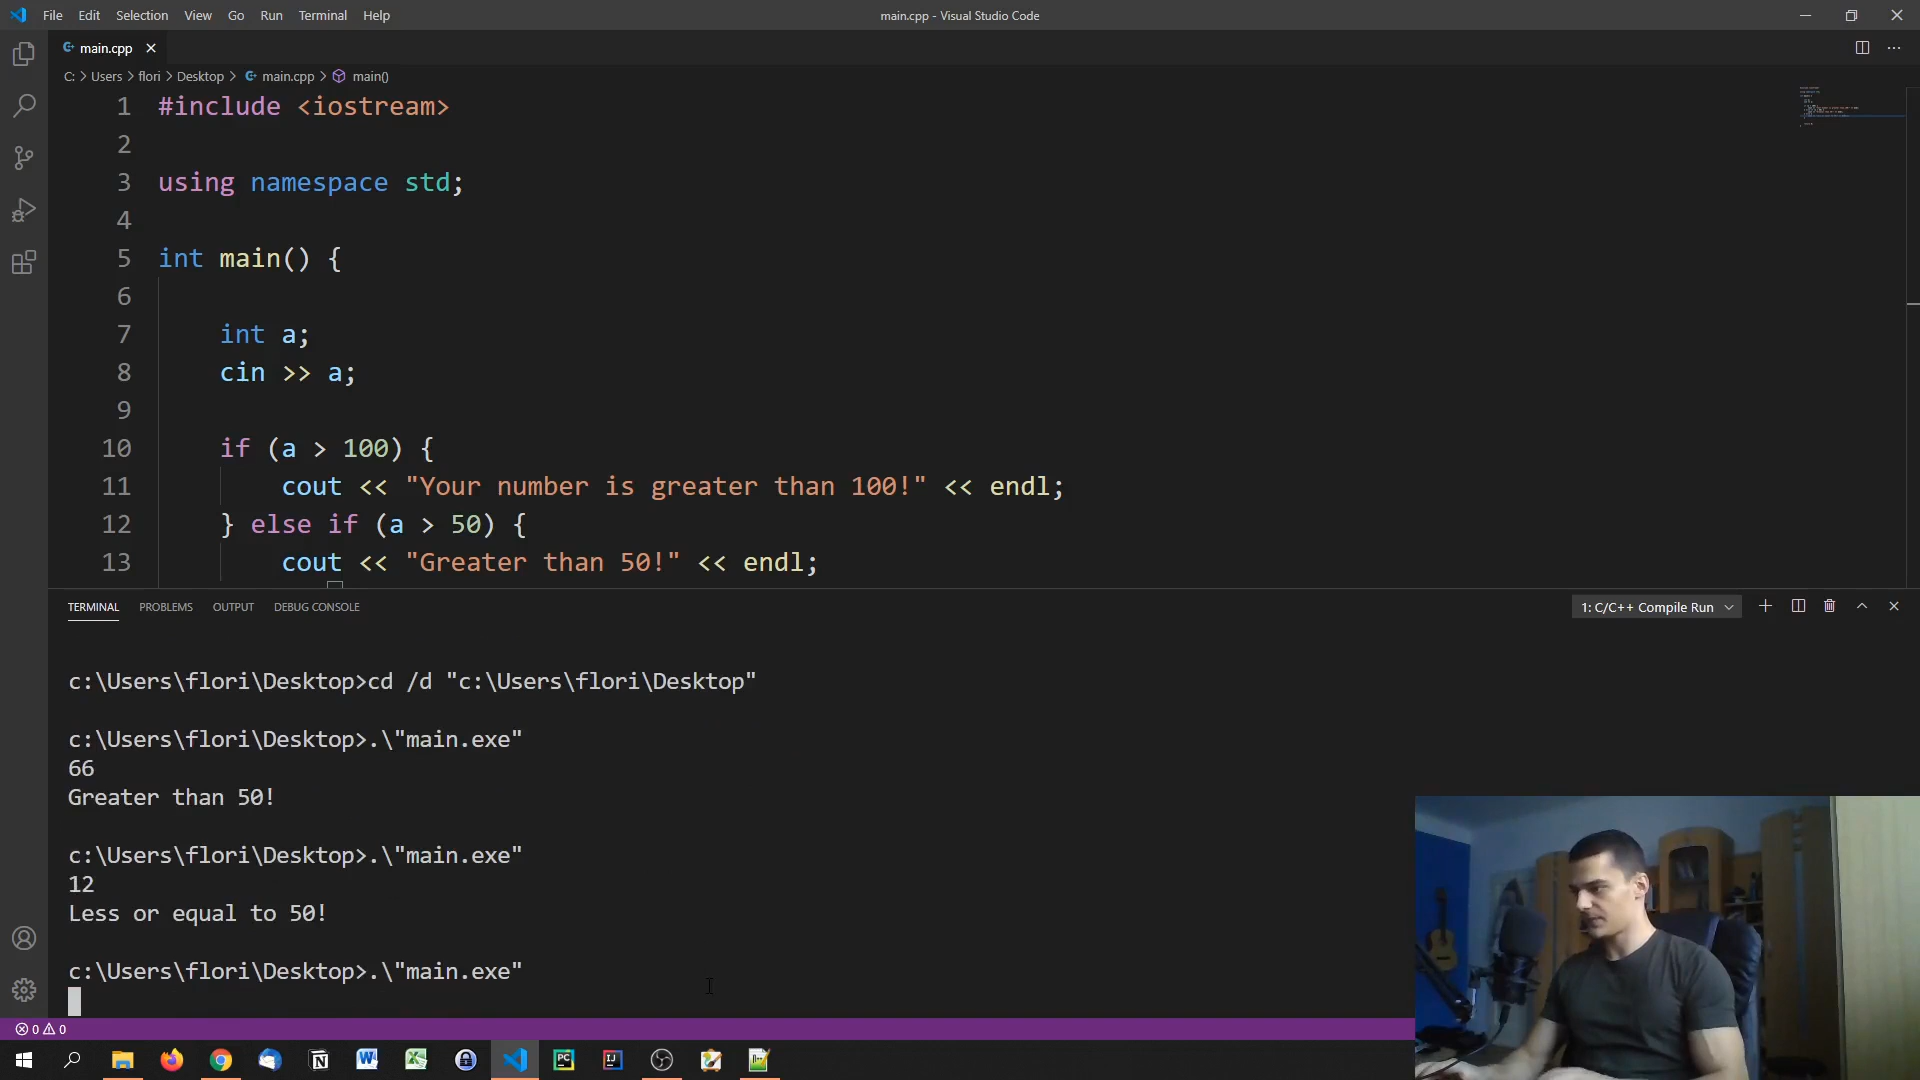 File Edit Selection View Go Run Terminal Help
main.cpp - Visual Studio Code
main.cpp
C: > Users > flori > Desktop > main.cpp > main()
1 #include <iostream>
2
3 using namespace std;
4
5 int main() {
6
7 int a;
8 cin >> a;
9
10 if (a > 100) {
11 cout << "Your number is greater than 100!" << endl;
12 } else if (a > 50) {
13 cout << "Greater than 50!" << endl;
TERMINAL PROBLEMS OUTPUT DEBUG CONSOLE
1: C/C++ Compile Run
c:\Users\flori\Desktop>cd /d "c:\Users\flori\Desktop"
c:\Users\flori\Desktop>.\"main.exe"
66
Greater than 50!
c:\Users\flori\Desktop>.\"main.exe"
12
Less or equal to 50!
c:\Users\flori\Desktop>.\"main.exe"
0 0